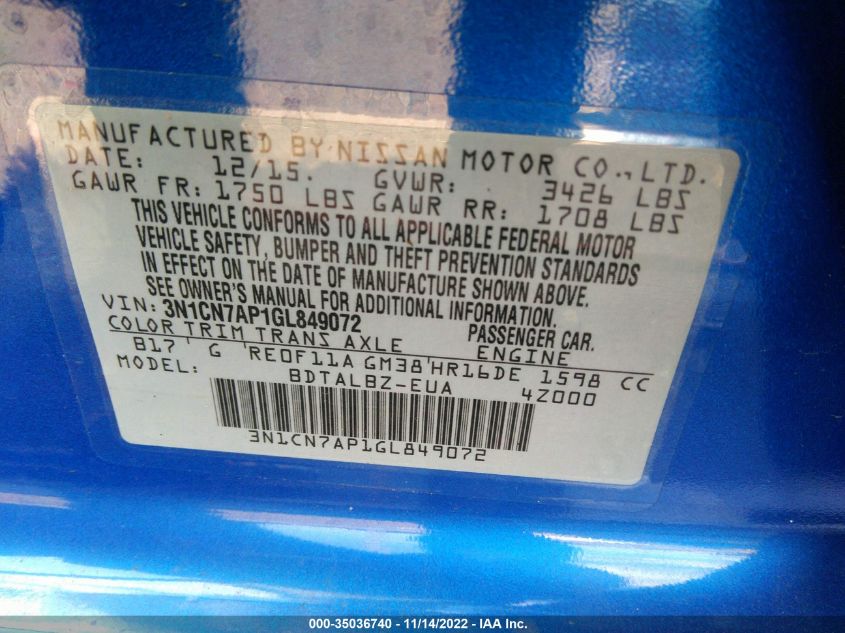 MANUFACTURED BY NISSAN MOTOR CO., LTD.
DATE: 12/15. GVWR: 3426 LBS
GAWR FR: 1750 LBS GAWR RR: 1708 LBS
THIS VEHICLE CONFORMS TO ALL APPLICABLE FEDERAL MOTOR
VEHICLE SAFETY, BUMPER AND THEFT PREVENTION STANDARDS
IN EFFECT ON THE DATE OF MANUFACTURE SHOWN ABOVE.
SEE OWNER'S MANUAL FOR ADDITIONAL INFORMATION.
VIN: 3N1CN7AP1GL849072 PASSENGER CAR.
COLOR TRIM TRANS AXLE ENGINE
B17 G RE0F11A GM38 HR16DE 1598 CC
MODEL: BDTALBZ-EUA 4Z000
3N1CN7AP1GL849072
000-35036740 - 11/14/2022 - IAA Inc.